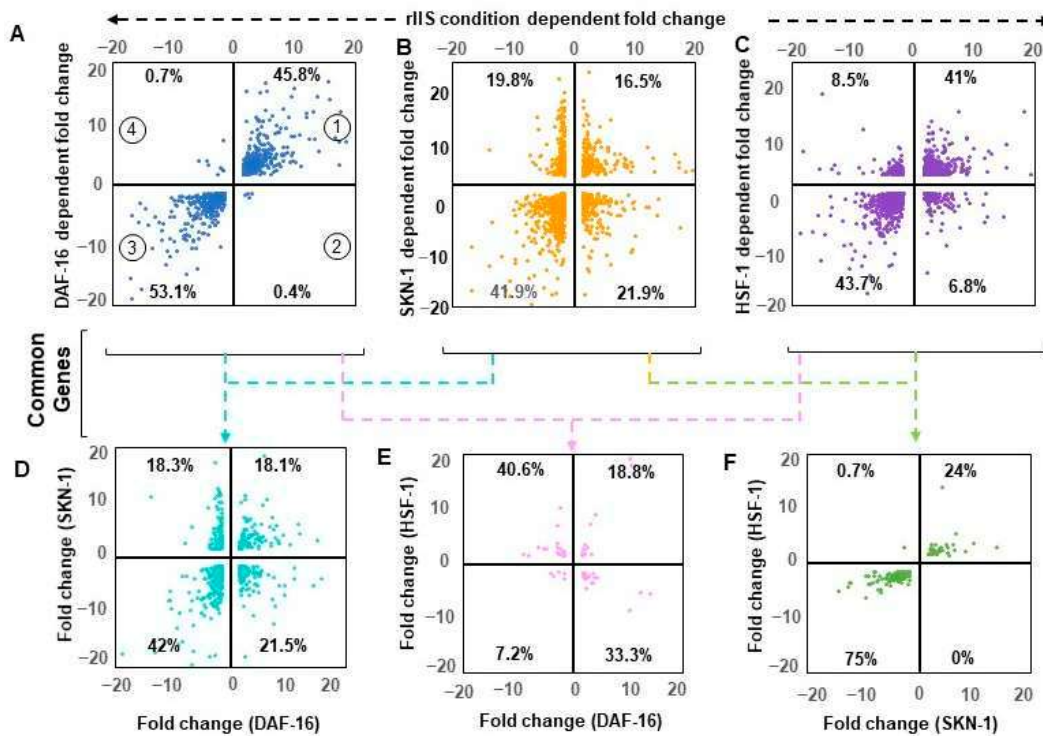 rIIS condition dependent fold change
A
B
C
−20 −10 0 10 20
−20 −10 0 10 20
−20 −10 0 10 20
DAF-16 dependent fold change
20
10
0
−10
−20
0.7%
45.8%
4
1
3
2
53.1%
0.4%
SKN-1 dependent fold change
20
10
0
−10
−20
19.8%
16.5%
41.9%
21.9%
HSF-1 dependent fold change
20
10
0
−10
−20
8.5%
41%
43.7%
6.8%
Common
Genes
D
Fold change (SKN-1)
20
10
0
−10
−20
18.3%
18.1%
42%
21.5%
−20 −10 0 10 20
Fold change (DAF-16)
E
Fold change (HSF-1)
20
10
0
−10
−20
40.6%
18.8%
7.2%
33.3%
−20 −10 0 10 20
Fold change (DAF-16)
F
Fold change (HSF-1)
20
10
0
−10
−20
0.7%
24%
75%
0%
−20 −10 0 10 20
Fold change (SKN-1)